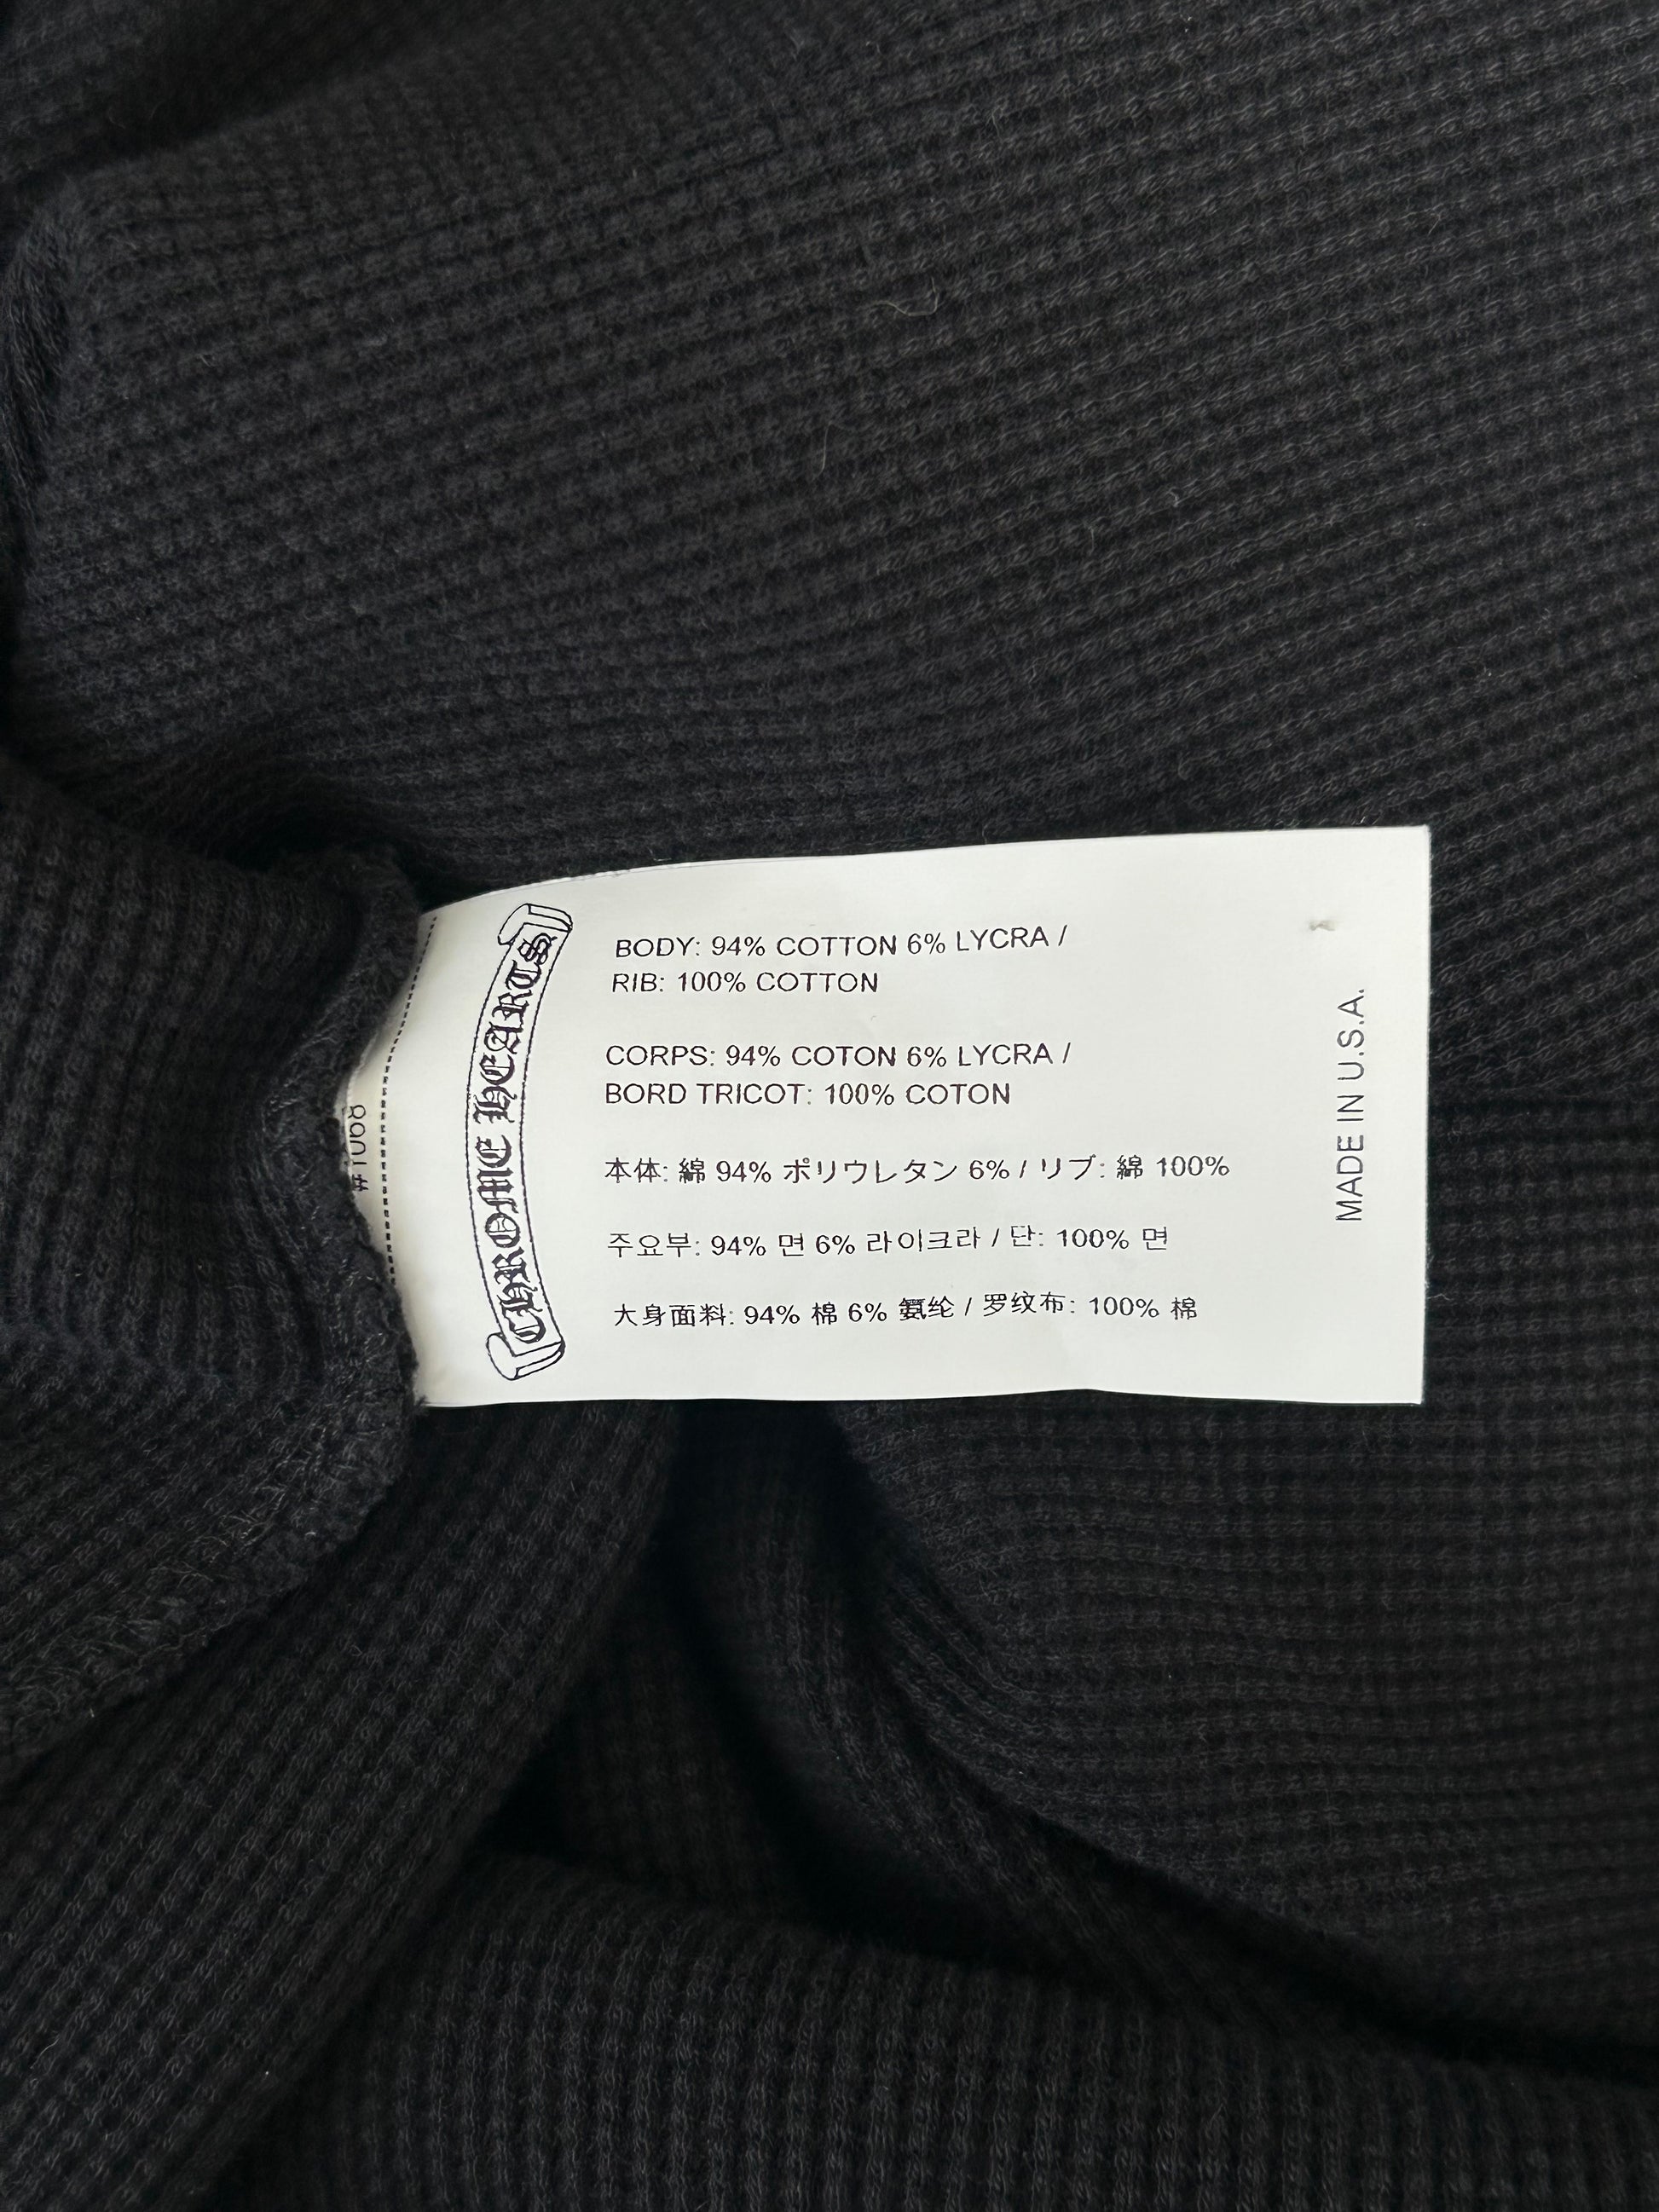 CHROME HEARTS
BODY: 94% COTTON 6% LYCRA /
RIB: 100% COTTON
CORPS: 94% COTON 6% LYCRA /
BORD TRICOT: 100% COTON
本体: 綿 94% ポリウレタン 6% / リブ: 綿 100%
주요부: 94% 면 6% 라이크라 / 단: 100% 면
大身面料: 94% 棉 6% 氨纶 / 罗纹布: 100% 棉
MADE IN U.S.A.